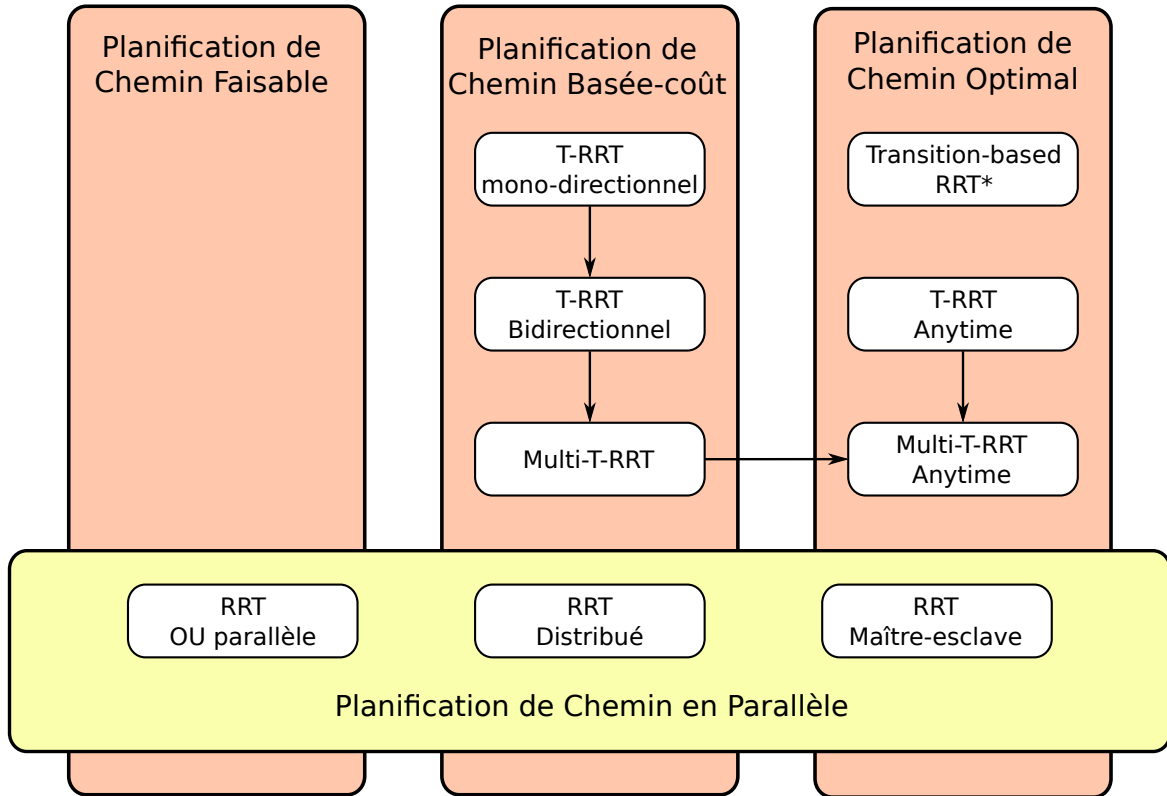 Planification de
Chemin Faisable
Planification de
Chemin Basée-coût
Planification de
Chemin Optimal
T-RRT
mono-directionnel
Transition-based
RRT*
T-RRT
Bidirectionnel
T-RRT
Anytime
Multi-T-RRT
Multi-T-RRT
Anytime
RRT
OU parallèle
RRT
Distribué
RRT
Maître-esclave
Planification de Chemin en Parallèle